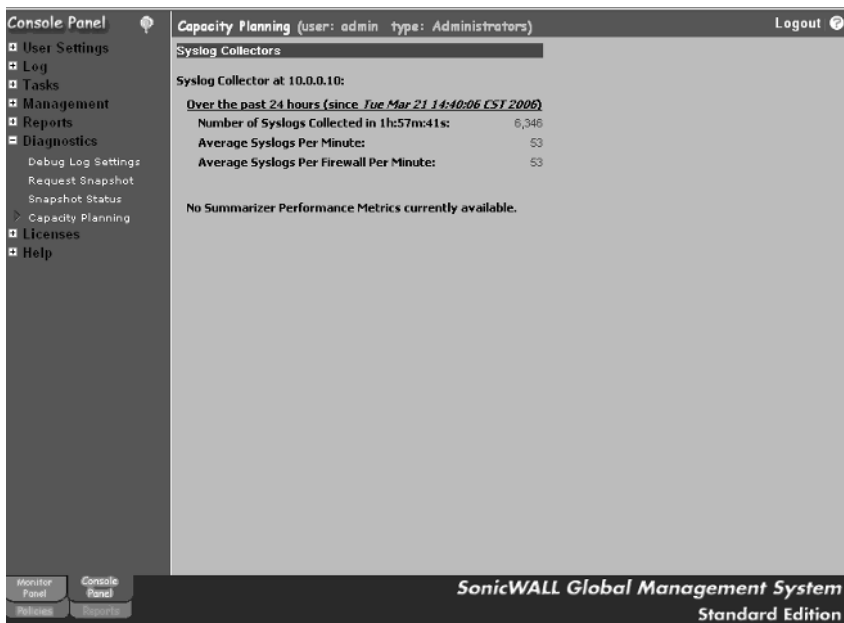 Console Panel
Capacity Planning (user: admin type: Administrators)
Logout ?
User Settings
Log
Tasks
Management
Reports
Diagnostics
Debug Log Settings
Request Snapshot
Snapshot Status
Capacity Planning
Licenses
Help
Syslog Collectors
Syslog Collector at 10.0.0.10:
Over the past 24 hours (since Tue Mar 21 14:40:06 CST 2006)
Number of Syslogs Collected in 1h:57m:41s: 6,346
Average Syslogs Per Minute: 53
Average Syslogs Per Firewall Per Minute: 53
No Summarizer Performance Metrics currently available.
Monitor Panel
Console Panel
Policies
Reports
SonicWALL Global Management System
Standard Edition